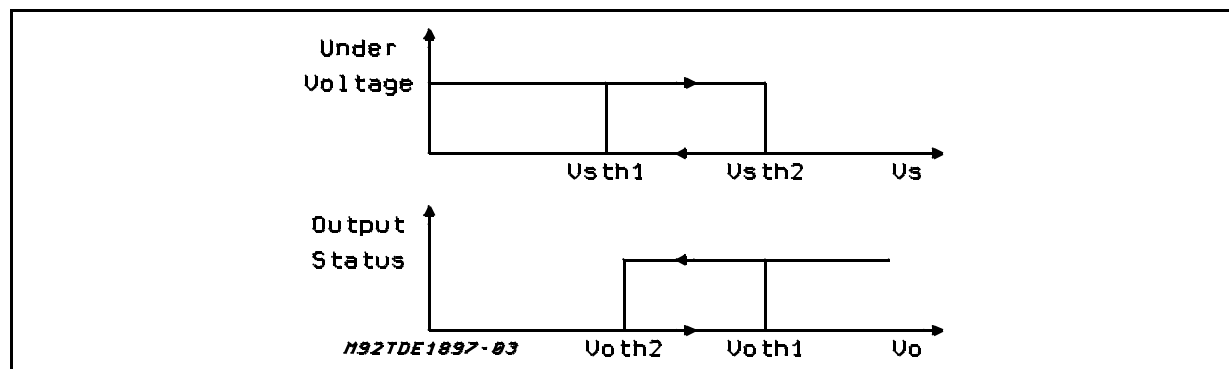 Under
Voltage
Vsth1 Vsth2 Vs
Output
Status
M92TDE1897-03 Voth2 Voth1 Vo